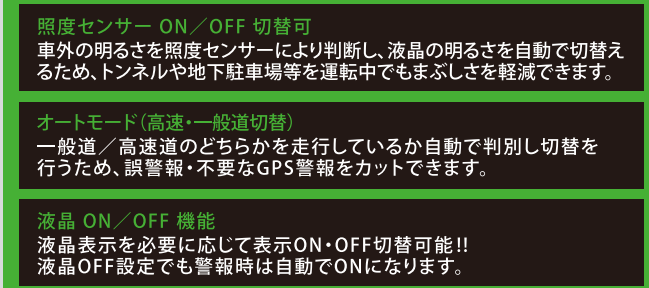 照度センサー ON／OFF 切替可
車外の明るさを照度センサーにより判断し、液晶の明るさを自動で切替え
るため、トンネルや地下駐車場等を運転中でもまぶしさを軽減できます。
オートモード（高速・一般道切替）
一般道／高速道のどちらかを走行しているか自動で判別し切替を
行うため、誤警報・不要なGPS警報をカットできます。
液晶 ON／OFF 機能
液晶表示を必要に応じて表示ON・OFF切替可能!!
液晶OFF設定でも警報時は自動でONになります。